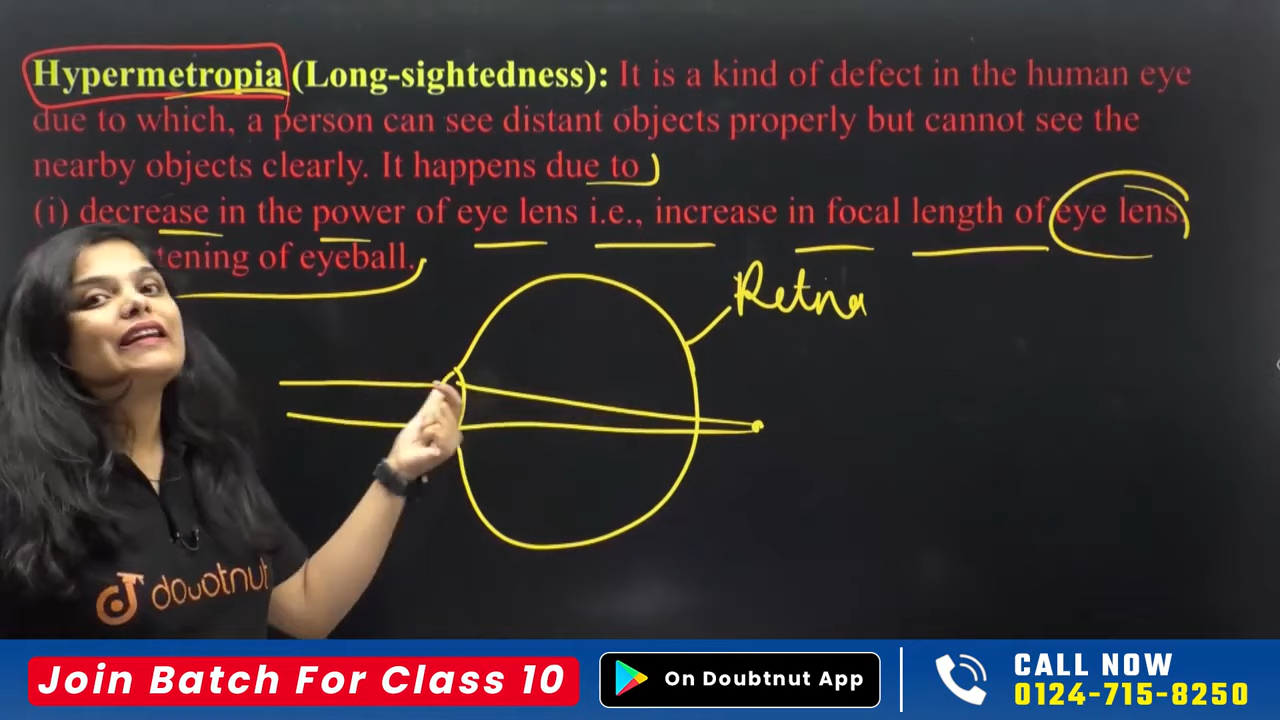 Hypermetropia (Long-sightedness): It is a kind of defect in the human eye
due to which, a person can see distant objects properly but cannot see the
nearby objects clearly. It happens due to
(i) decrease in the power of eye lens i.e., increase in focal length of eye lens
tening of eyeball.
Retna
doubtnut
Join Batch For Class 10
On Doubtnut App
CALL NOW
0124-715-8250